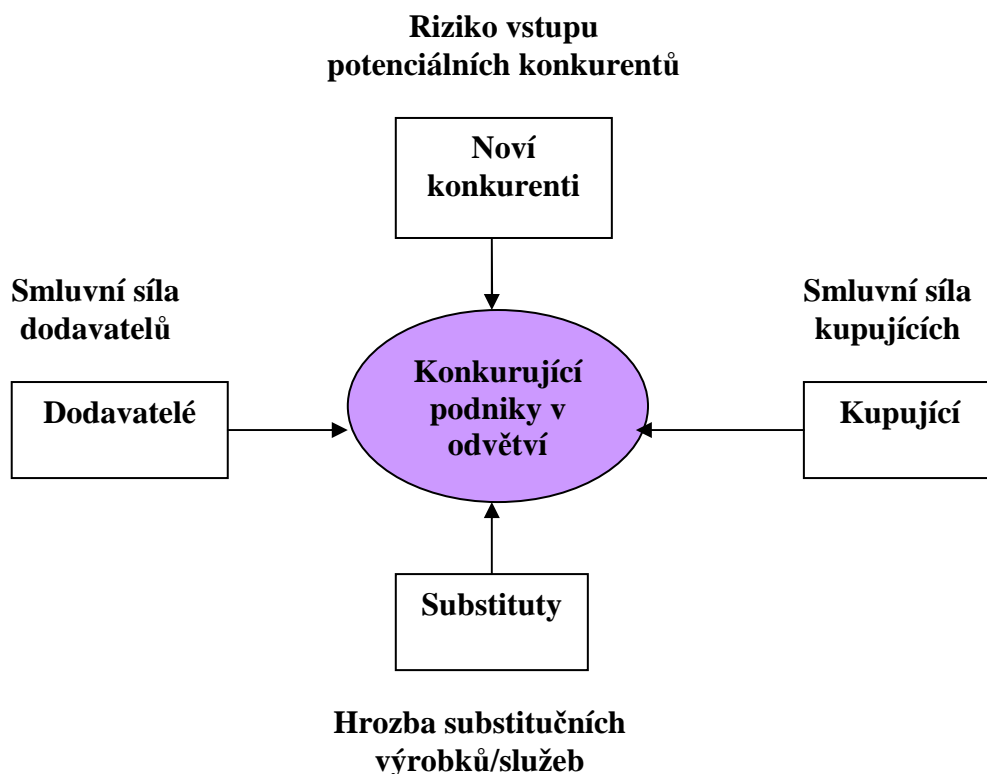 Riziko vstupu
potenciálních konkurentů
Noví
konkurenti
Smluvní síla
dodavatelů
Smluvní síla
kupujících
Dodavatelé
Konkurující
podniky v
odvětví
Kupující
Substituty
Hrozba substitučních
výrobků/služeb